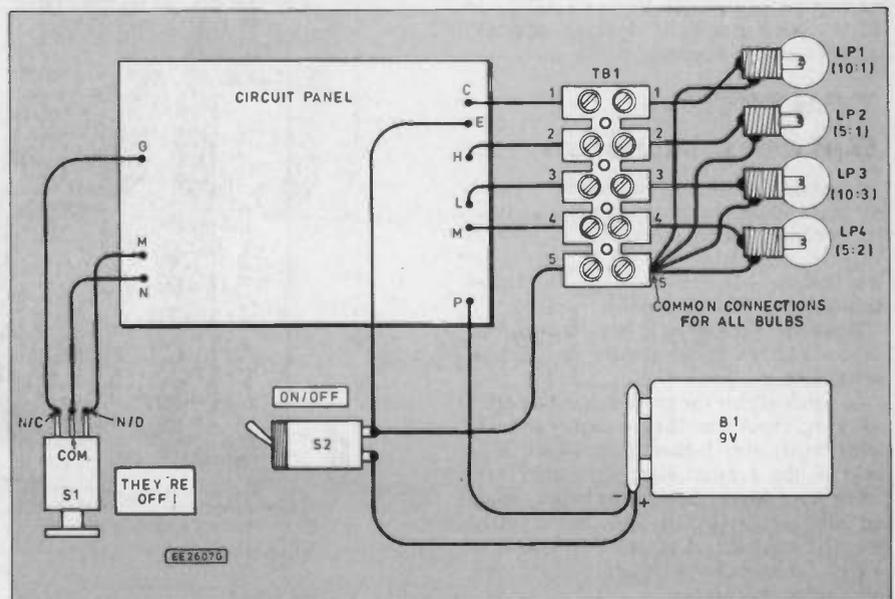 CIRCUIT PANEL
G
M
N
C
E
H
L
M
P
TB1
1
2
3
4
5
1
2
3
4
5
LP1
(10:1)
LP2
(5:1)
LP3
(10:3)
LP4
(5:2)
COMMON CONNECTIONS
FOR ALL BULBS
N/C
COM
N/O
S1
THEY'RE
OFF!
ON/OFF
S2
B1
9V
+
EE2607G